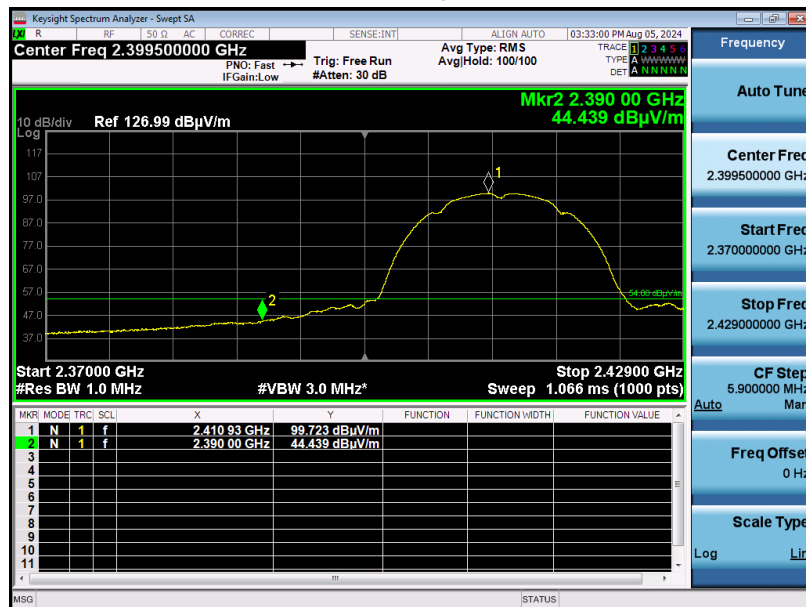 Keysight Spectrum Analyzer - Swept SA
LXI R RF 50 Ω AC CORREC SENSE:INT ALIGN AUTO 03:33:00 PM Aug 05, 2024
Center Freq 2.399500000 GHz
PNO: Fast
IFGain:Low
Trig: Free Run
#Atten: 30 dB
Avg Type: RMS
Avg|Hold: 100/100
TRACE 1 2 3 4 5 6
TYPE A WWWWW
DET A N N N N N
Mkr2 2.390 00 GHz
44.439 dBµV/m
10 dB/div Ref 126.99 dBµV/m
Log
117
107
97.0
87.0
77.0
67.0
57.0
47.0
37.0
1
2
54.00 dBµV/m
Start 2.37000 GHz Stop 2.42900 GHz
#Res BW 1.0 MHz #VBW 3.0 MHz* Sweep 1.066 ms (1000 pts)
MKR MODE TRC SCL X Y FUNCTION FUNCTION WIDTH FUNCTION VALUE
1 N 1 f 2.410 93 GHz 99.723 dBµV/m
2 N 1 f 2.390 00 GHz 44.439 dBµV/m
3
4
5
6
7
8
9
10
11
MSG STATUS
Frequency
Auto Tune
Center Freq
2.399500000 GHz
Start Freq
2.370000000 GHz
Stop Freq
2.429000000 GHz
CF Step
5.900000 MHz
Auto Man
Freq Offset
0 Hz
Scale Type
Log Lin